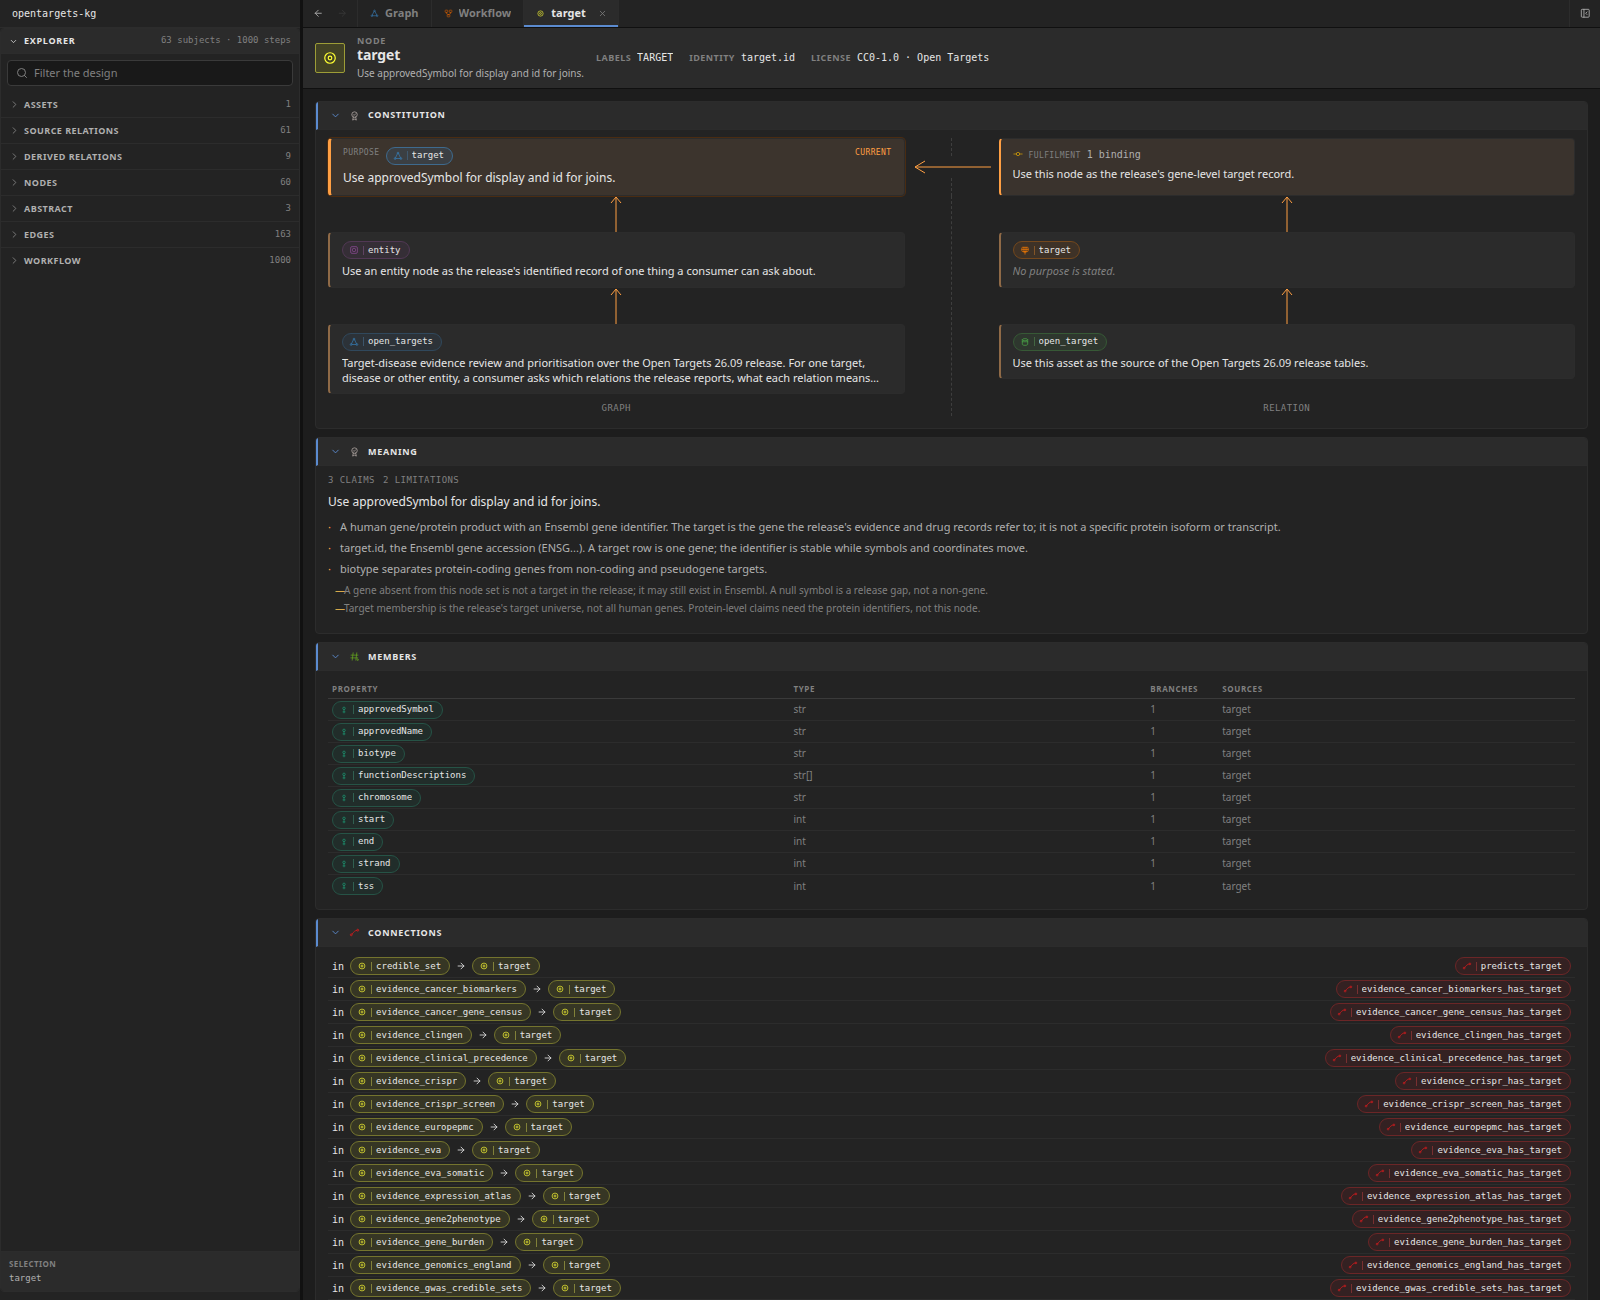 opentargets-kg
EXPLORER 63 subjects · 1000 steps
Filter the design
ASSETS 1
SOURCE RELATIONS 61
DERIVED RELATIONS 9
NODES 60
ABSTRACT 3
EDGES 163
WORKFLOW 1000
SELECTION
target
Graph Workflow target
NODE
target
Use approvedSymbol for display and id for joins.
LABELS TARGET IDENTITY target.id LICENSE CC0-1.0 · Open Targets
CONSTITUTION
PURPOSE target CURRENT
Use approvedSymbol for display and id for joins.
FULFILMENT 1 binding
Use this node as the release's gene-level target record.
entity
Use an entity node as the release's identified record of one thing a consumer can ask about.
target
No purpose is stated.
open_targets
Target-disease evidence review and prioritisation over the Open Targets 26.09 release. For one target,
disease or other entity, a consumer asks which relations the release reports, what each relation means...
open_target
Use this asset as the source of the Open Targets 26.09 release tables.
GRAPH RELATION
MEANING
3 CLAIMS 2 LIMITATIONS
Use approvedSymbol for display and id for joins.
· A human gene/protein product with an Ensembl gene identifier. The target is the gene the release's evidence and drug records refer to; it is not a specific protein isoform or transcript.
· target.id, the Ensembl gene accession (ENSG...). A target row is one gene; the identifier is stable while symbols and coordinates move.
· biotype separates protein-coding genes from non-coding and pseudogene targets.
—A gene absent from this node set is not a target in the release; it may still exist in Ensembl. A null symbol is a release gap, not a non-gene.
—Target membership is the release's target universe, not all human genes. Protein-level claims need the protein identifiers, not this node.
MEMBERS
PROPERTY TYPE BRANCHES SOURCES
approvedSymbol str 1 target
approvedName str 1 target
biotype str 1 target
functionDescriptions str[] 1 target
chromosome str 1 target
start int 1 target
end int 1 target
strand int 1 target
tss int 1 target
CONNECTIONS
in credible_set → target predicts_target
in evidence_cancer_biomarkers → target evidence_cancer_biomarkers_has_target
in evidence_cancer_gene_census → target evidence_cancer_gene_census_has_target
in evidence_clingen → target evidence_clingen_has_target
in evidence_clinical_precedence → target evidence_clinical_precedence_has_target
in evidence_crispr → target evidence_crispr_has_target
in evidence_crispr_screen → target evidence_crispr_screen_has_target
in evidence_europepmc → target evidence_europepmc_has_target
in evidence_eva → target evidence_eva_has_target
in evidence_eva_somatic → target evidence_eva_somatic_has_target
in evidence_expression_atlas → target evidence_expression_atlas_has_target
in evidence_gene2phenotype → target evidence_gene2phenotype_has_target
in evidence_gene_burden → target evidence_gene_burden_has_target
in evidence_genomics_england → target evidence_genomics_england_has_target
in evidence_gwas_credible_sets → target evidence_gwas_credible_sets_has_target